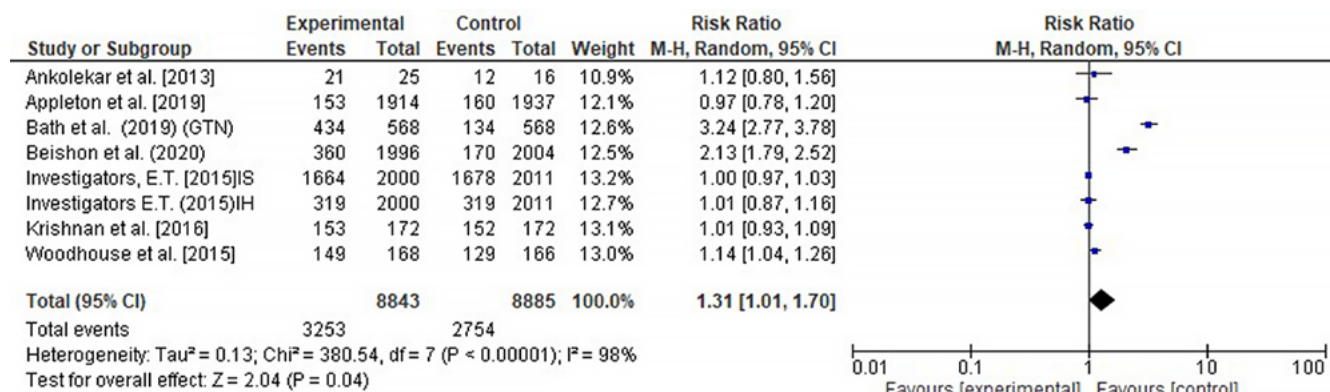 Experimental Control Risk Ratio Risk Ratio
Study or Subgroup Events Total Events Total Weight M-H, Random, 95% CI M-H, Random, 95% CI
Ankolekar et al. [2013] 21 25 12 16 10.9% 1.12 [0.80, 1.56]
Appleton et al. [2019] 153 1914 160 1937 12.1% 0.97 [0.78, 1.20]
Bath et al. (2019) (GTN) 434 568 134 568 12.6% 3.24 [2.77, 3.78]
Beishon et al. (2020) 360 1996 170 2004 12.5% 2.13 [1.79, 2.52]
Investigators, E.T. [2015]IS 1664 2000 1678 2011 13.2% 1.00 [0.97, 1.03]
Investigators E.T. (2015)IH 319 2000 319 2011 12.7% 1.01 [0.87, 1.16]
Krishnan et al. [2016] 153 172 152 172 13.1% 1.01 [0.93, 1.09]
Woodhouse et al. [2015] 149 168 129 166 13.0% 1.14 [1.04, 1.26]
Total (95% CI) 8843 8885 100.0% 1.31 [1.01, 1.70]
Total events 3253 2754
Heterogeneity: Tau² = 0.13; Chi² = 380.54, df = 7 (P < 0.00001); I² = 98%
Test for overall effect: Z = 2.04 (P = 0.04)
0.01 0.1 1 10 100
Favours [experimental] Favours [control]